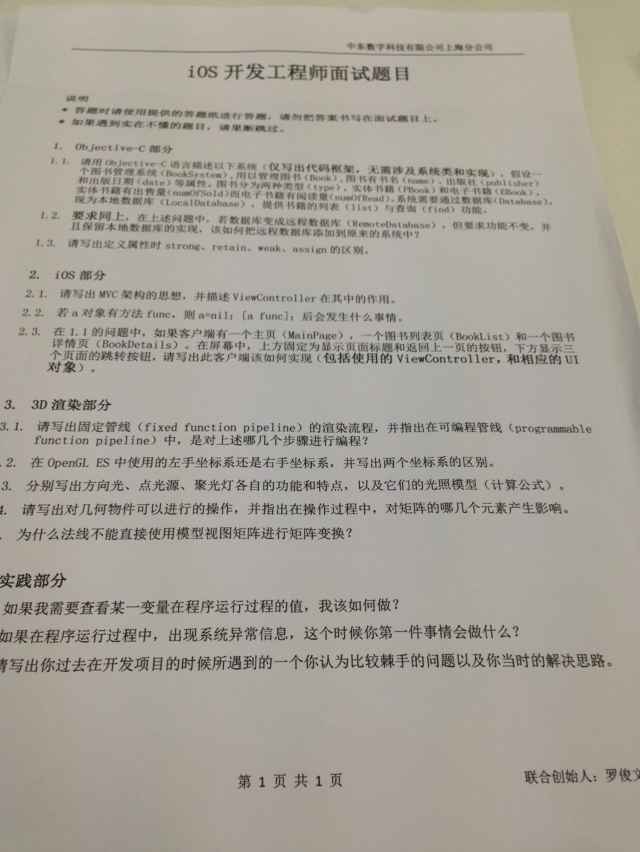 中东数字科技有限公司上海分公司
iOS 开发工程师面试题目
说明
* 答题时请使用提供的答题纸进行答题，请勿把答案书写在面试题目上。
* 如果遇到实在不懂的题目，请果断跳过。
1. Objective-C 部分
1.1. 请用 Objective-C 语言描述以下系统（仅写出代码框架，无需涉及系统类和实现），假设一
个图书管理系统（BookSystem），用以管理图书（Book），图书有书名（name）、出版社（publisher）
和出版日期（date）等属性，图书分为两种类型（type），实体书籍（PBook）和电子书籍（EBook），
实体书籍有出售量（numOfSold）而电子书籍有阅读量（numOfRead），系统需要通过数据库（Database），
现为本地数据库（LocalDatabase），提供书籍的列表（list）与查询（find）功能。
1.2. 要求同上，在上述问题中，若数据库变成远程数据库（RemoteDatabase），但要求功能不变，并
且保留本地数据库的实现，该如何把远程数据库添加到原来的系统中？
1.3. 请写出定义属性时 strong、retain、weak、assign 的区别。
2. iOS 部分
2.1. 请写出 MVC 架构的思想，并描述 ViewController 在其中的作用。
2.2. 若 a 对象有方法 func，则 a=nil; [a func]; 后会发生什么事情。
2.3. 在 1.1 的问题中，如果客户端有一个主页（MainPage），一个图书列表页（BookList）和一个图书
详情页（BookDetails）。在屏幕中，上方固定为显示页面标题和返回上一页的按钮，下方显示三
个页面的跳转按钮，请写出此客户端该如何实现（包括使用的 ViewController，和相应的 UI
对象）。
3. 3D 渲染部分
3.1. 请写出固定管线（fixed function pipeline）的渲染流程，并指出在可编程管线（programmable
function pipeline）中，是对上述哪几个步骤进行编程？
.2. 在 OpenGL ES 中使用的左手坐标系还是右手坐标系，并写出两个坐标系的区别。
3. 分别写出方向光、点光源、聚光灯各自的功能和特点，以及它们的光照模型（计算公式）。
4. 请写出对几何物件可以进行的操作，并指出在操作过程中，对矩阵的哪几个元素产生影响。
. 为什么法线不能直接使用模型视图矩阵进行矩阵变换？
实践部分
如果我需要查看某一变量在程序运行过程的值，我该如何做？
如果在程序运行过程中，出现系统异常信息，这个时候你第一件事情会做什么？
请写出你过去在开发项目的时候所遇到的一个你认为比较棘手的问题以及你当时的解决思路。
第 1 页 共 1 页
联合创始人：罗俊文